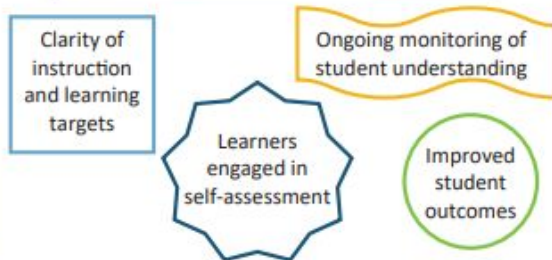 Clarity of
instruction
and learning
targets
Ongoing monitoring of
student understanding
Learners
engaged in
self-assessment
Improved
student
outcomes